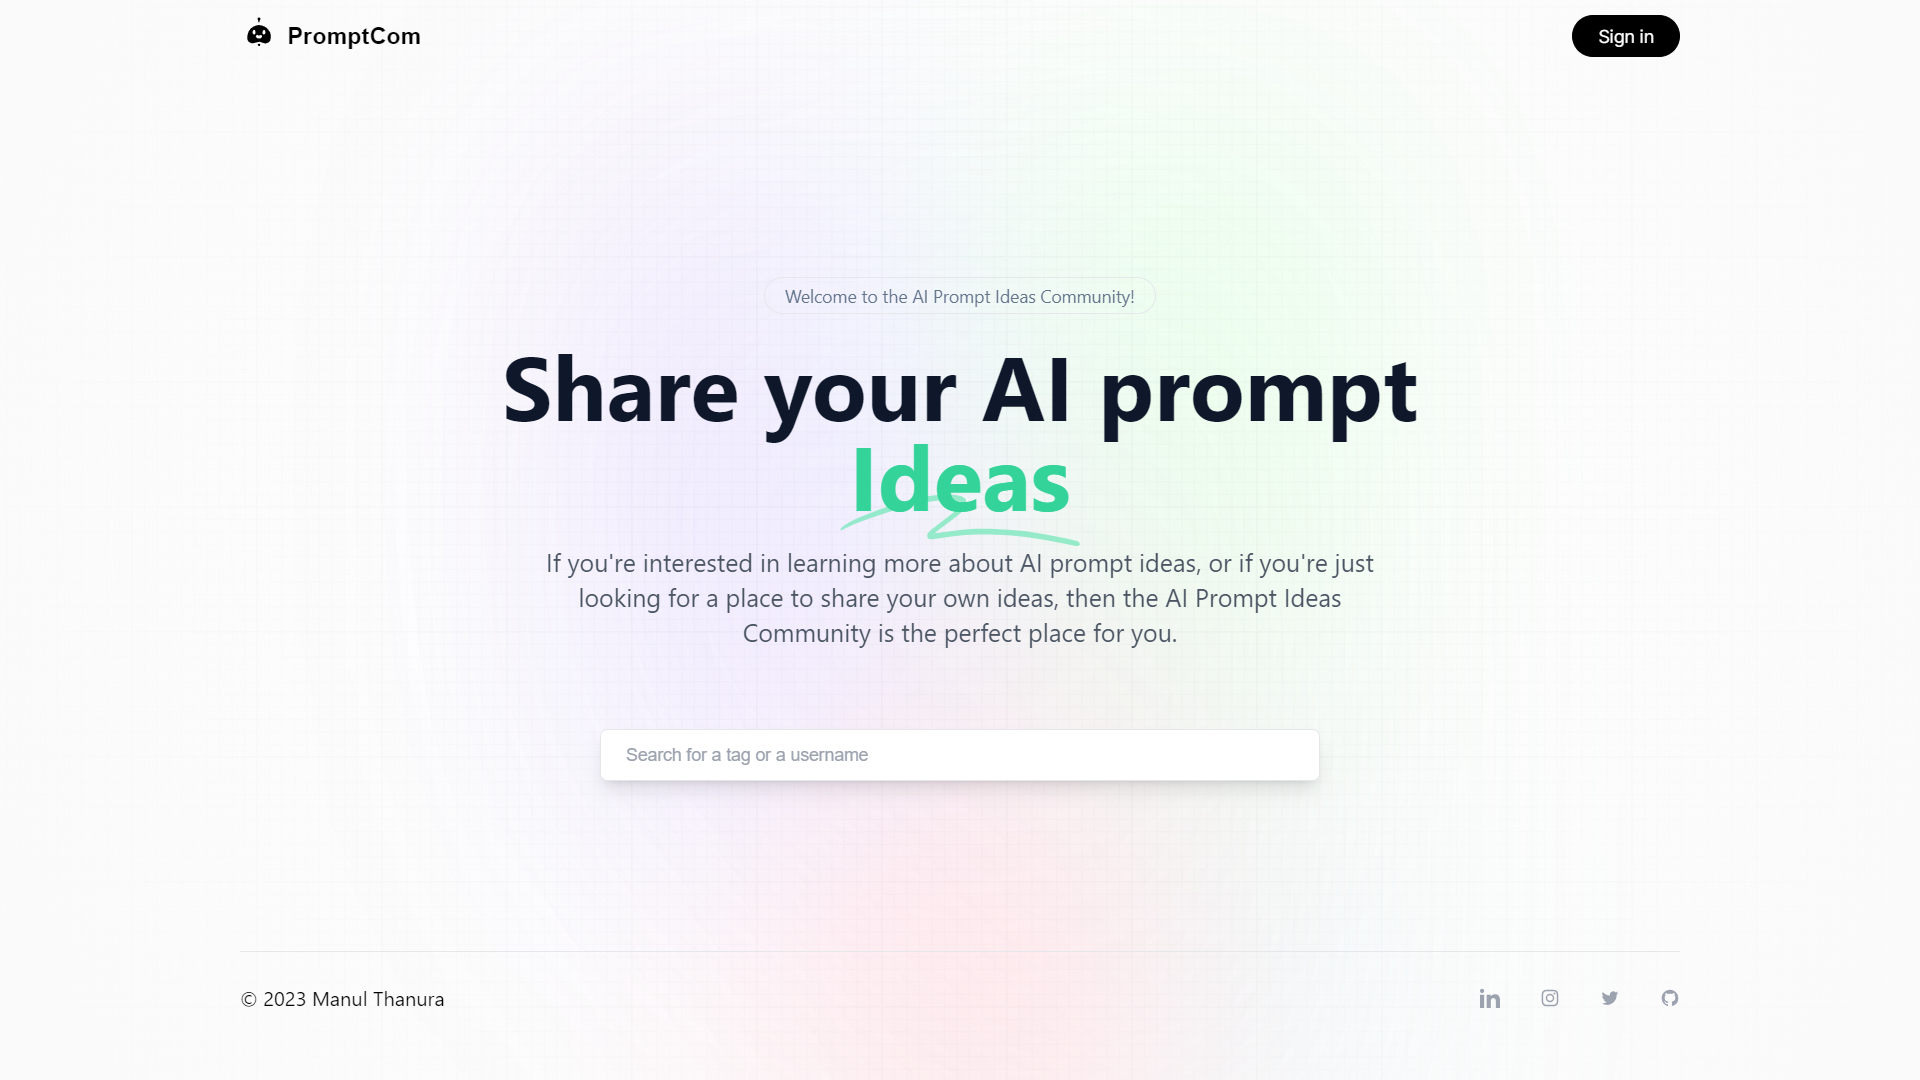 PromptCom
Sign in
Welcome to the AI Prompt Ideas Community!
Share your AI prompt
Ideas
If you're interested in learning more about AI prompt ideas, or if you're just
looking for a place to share your own ideas, then the AI Prompt Ideas
Community is the perfect place for you.
Search for a tag or a username
© 2023 Manul Thanura